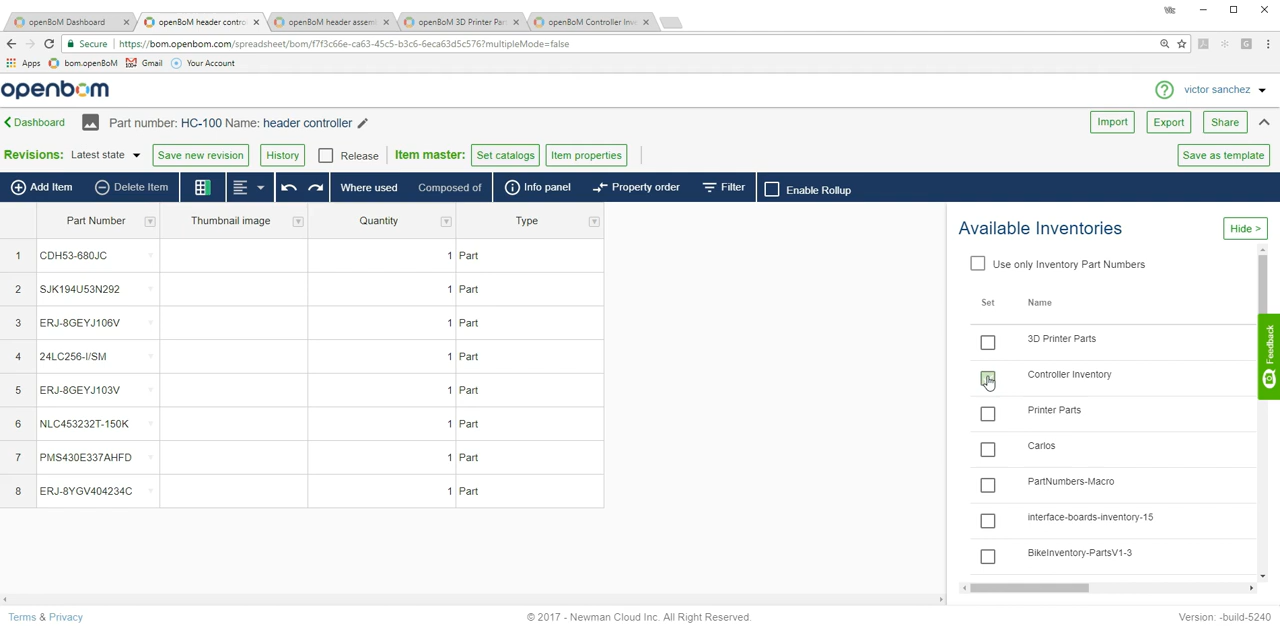 Vic
openBoM Dashboard
openBoM header contro
openBoM header assem
openBoM 3D Printer Par
openBoM Controller Inve
Secure
https://bom.openbom.com/spreadsheet/bom/f7f3c66e-ca63-45c5-b3c6-6eca63d5c576?multipleMode=false
Apps bom.openBoM Gmail Your Account
openbom
? victor sanchez
Dashboard
Part number: HC-100 Name: header controller
Import Export Share
Revisions: Latest state Save new revision History Release Item master: Set catalogs Item properties Save as template
Add Item Delete Item Where used Composed of Info panel Property order Filter Enable Rollup
Part Number Thumbnail image Quantity Type
1 CDH53-680JC 1 Part
2 SJK194U53N292 1 Part
3 ERJ-8GEYJ106V 1 Part
4 24LC256-I/SM 1 Part
5 ERJ-8GEYJ103V 1 Part
6 NLC453232T-150K 1 Part
7 PMS430E337AHFD 1 Part
8 ERJ-8YGV404234C 1 Part
Available Inventories
Hide >
Use only Inventory Part Numbers
Set Name
3D Printer Parts
Controller Inventory
Printer Parts
Carlos
PartNumbers-Macro
interface-boards-inventory-15
BikeInventory-PartsV1-3
Feedback
Terms & Privacy
© 2017 - Newman Cloud Inc. All Right Reserved.
Version: -build-5240